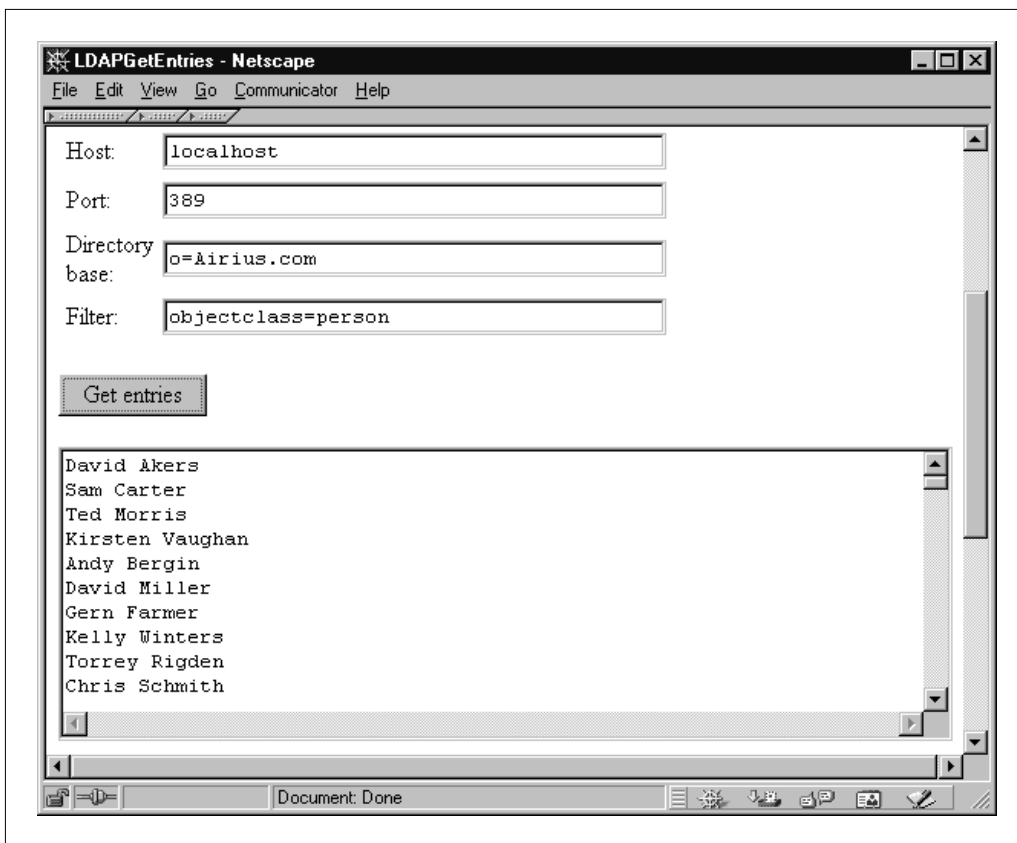 LDAPGetEntries - Netscape
File Edit View Go Communicator Help
Host: localhost
Port: 389
Directory base: o=Airius.com
Filter: objectclass=person
Get entries
David Akers
Sam Carter
Ted Morris
Kirsten Vaughan
Andy Bergin
David Miller
Gern Farmer
Kelly Winters
Torrey Rigden
Chris Schmith
Document: Done